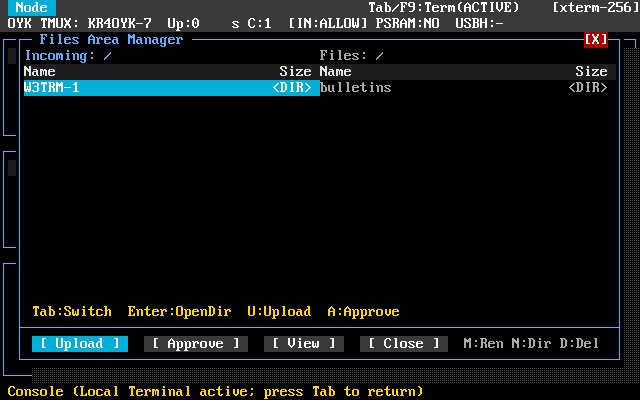 Node Tab/F9:Term(ACTIVE) [xterm-256]
OYK TMUX: KR4OYK-7 Up:0 s C:1 [IN:ALLOW] PSRAM:NO USBH:-
Files Area Manager [X]
Incoming: / Files: /
Name Size Name Size
W3TRM-1 <DIR> bulletins <DIR>
Tab:Switch Enter:OpenDir U:Upload A:Approve
[ Upload ] [ Approve ] [ View ] [ Close ] M:Ren N:Dir D:Del
Console (Local Terminal active; press Tab to return)